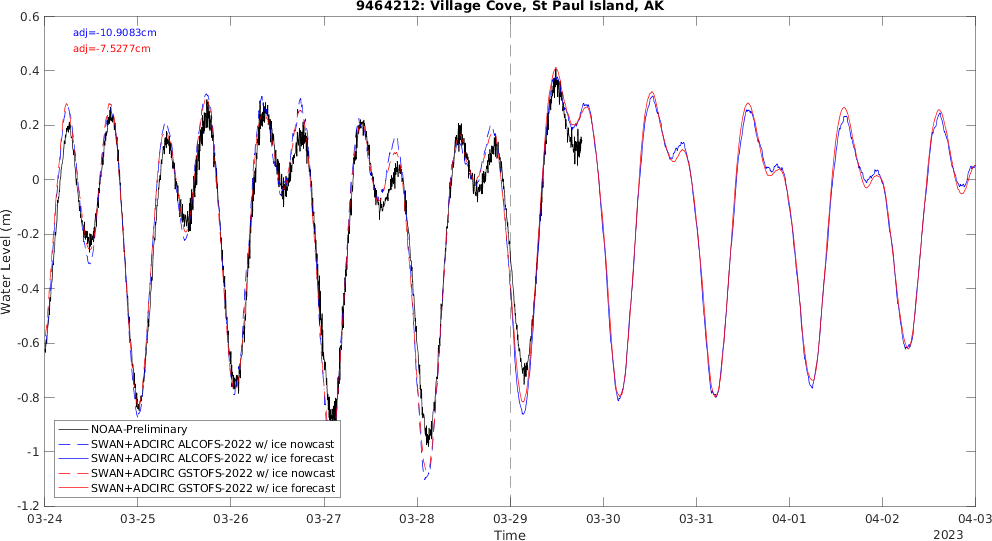 9464212: Village Cove, St Paul Island, AK
adj=-10.9083cm
adj=-7.5277cm
Water Level (m)
0.6
0.4
0.2
0
-0.2
-0.4
-0.6
-0.8
-1
-1.2
NOAA-Preliminary
SWAN+ADCIRC ALCOFS-2022 w/ ice nowcast
SWAN+ADCIRC ALCOFS-2022 w/ ice forecast
SWAN+ADCIRC GSTOFS-2022 w/ ice nowcast
SWAN+ADCIRC GSTOFS-2022 w/ ice forecast
03-24 03-25 03-26 03-27 03-28 03-29 03-30 03-31 04-01 04-02 04-03
Time
2023